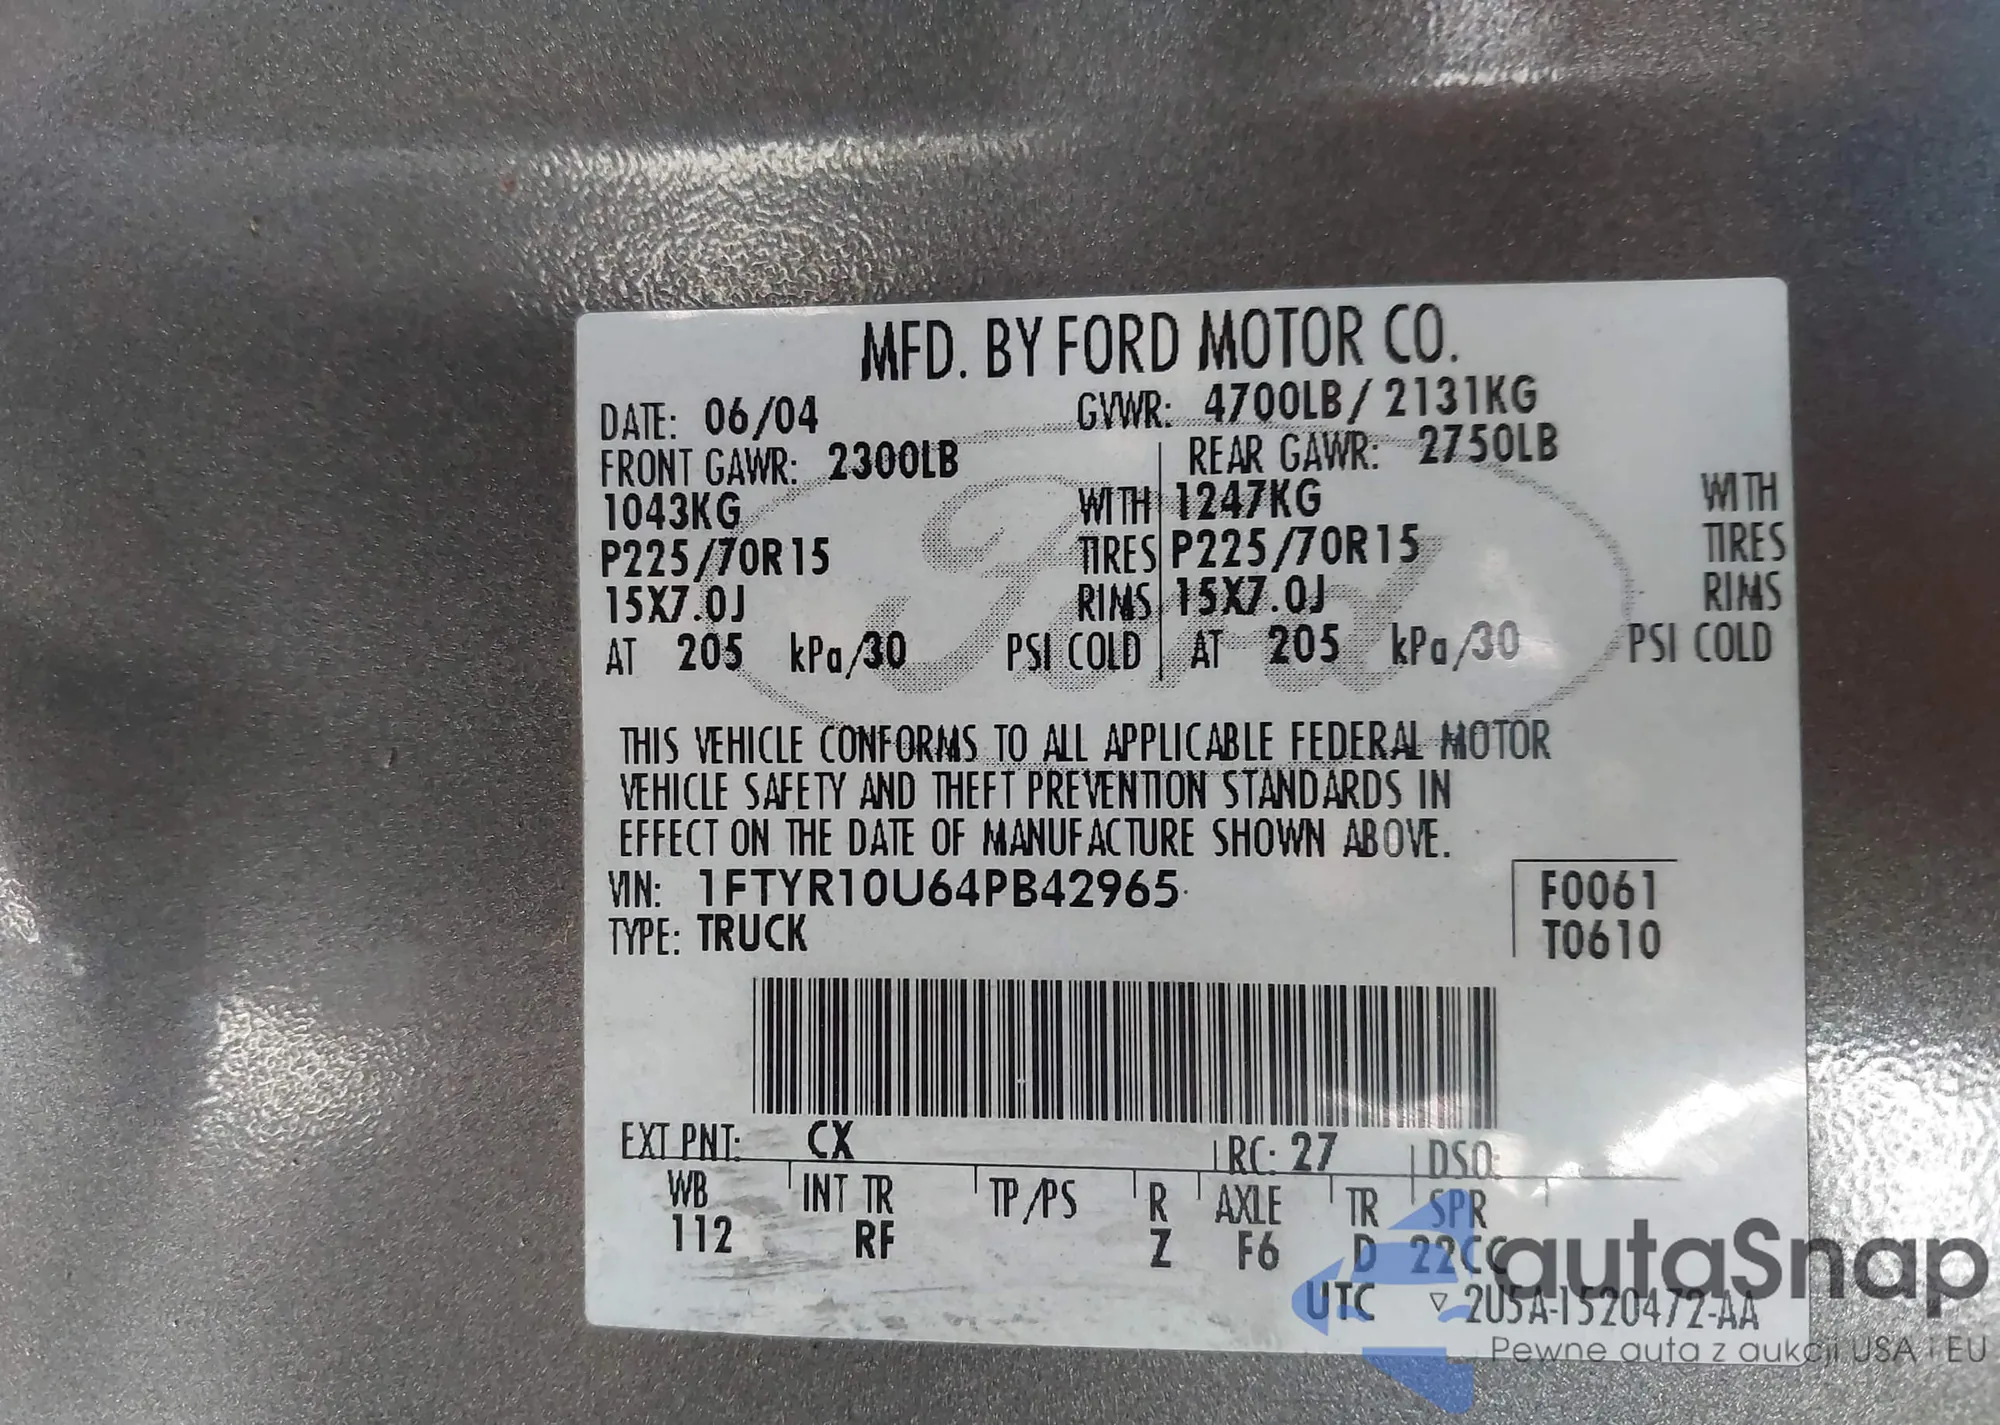 MFD. BY FORD MOTOR CO.
DATE: 06/04 GVWR: 4700LB/2131KG
FRONT GAWR: 2300LB REAR GAWR: 2750LB
1043KG WITH 1247KG WITH
P225/70R15 TIRES P225/70R15 TIRES
15X7.0J RIMS 15X7.0J RIMS
AT 205 kPa/30 PSI COLD AT 205 kPa/30 PSI COLD
Ford
THIS VEHICLE CONFORMS TO ALL APPLICABLE FEDERAL MOTOR
VEHICLE SAFETY AND THEFT PREVENTION STANDARDS IN
EFFECT ON THE DATE OF MANUFACTURE SHOWN ABOVE.
VIN: 1FTYR10U64PB42965 F0061
TYPE: TRUCK T0610
EXT PNT: CX RC: 27 DSO:
WB INT TR TP/PS R AXLE TR SPR
112 RF Z F6 D 22CC
UTC ▽ 2U5A-1520472-AA
autaSnap
Pewne auta z aukcji USA i EU